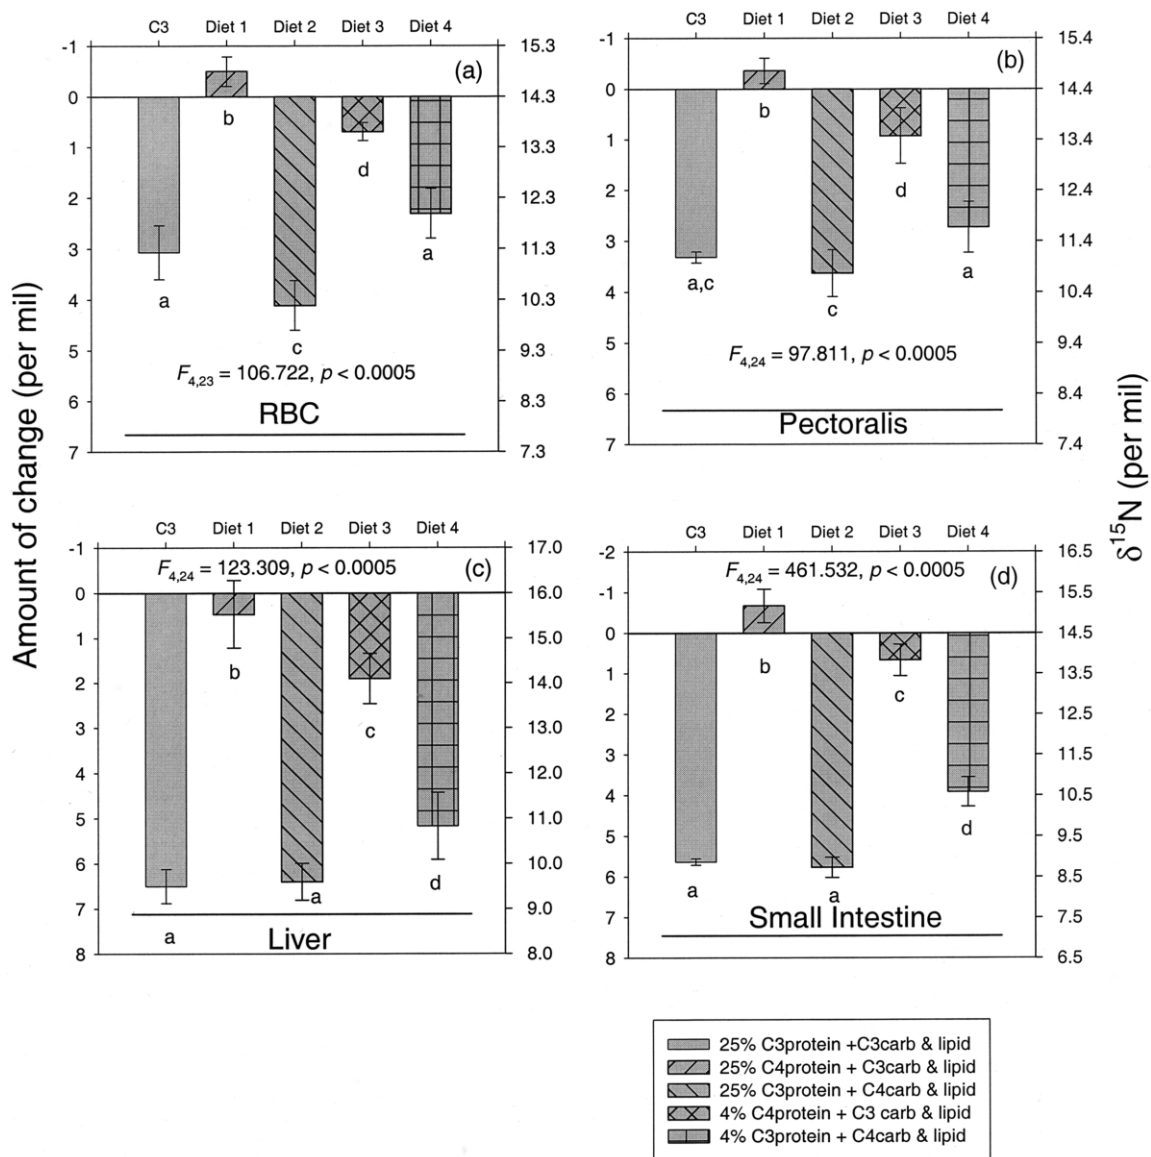 Amount of change (per mil)
δ15N (per mil)
C3 Diet 1 Diet 2 Diet 3 Diet 4
(a)
-1
0
1
2
3
4
5
6
7
15.3
14.3
13.3
12.3
11.3
10.3
9.3
8.3
7.3
a
b
c
d
a
F4,23 = 106.722, p < 0.0005
RBC
C3 Diet 1 Diet 2 Diet 3 Diet 4
(b)
-1
0
1
2
3
4
5
6
7
15.4
14.4
13.4
12.4
11.4
10.4
9.4
8.4
7.4
a,c
b
c
d
a
F4,24 = 97.811, p < 0.0005
Pectoralis
C3 Diet 1 Diet 2 Diet 3 Diet 4
F4,24 = 123.309, p < 0.0005
(c)
-1
0
1
2
3
4
5
6
7
8
17.0
16.0
15.0
14.0
13.0
12.0
11.0
10.0
9.0
8.0
a
b
a
c
d
Liver
C3 Diet 1 Diet 2 Diet 3 Diet 4
F4,24 = 461.532, p < 0.0005
(d)
-2
-1
0
1
2
3
4
5
6
7
8
16.5
15.5
14.5
13.5
12.5
11.5
10.5
9.5
8.5
7.5
6.5
a
b
a
c
d
Small Intestine
25% C3protein +C3carb & lipid
25% C4protein + C3carb & lipid
25% C3protein + C4carb & lipid
4% C4protein + C3 carb & lipid
4% C3protein + C4carb & lipid